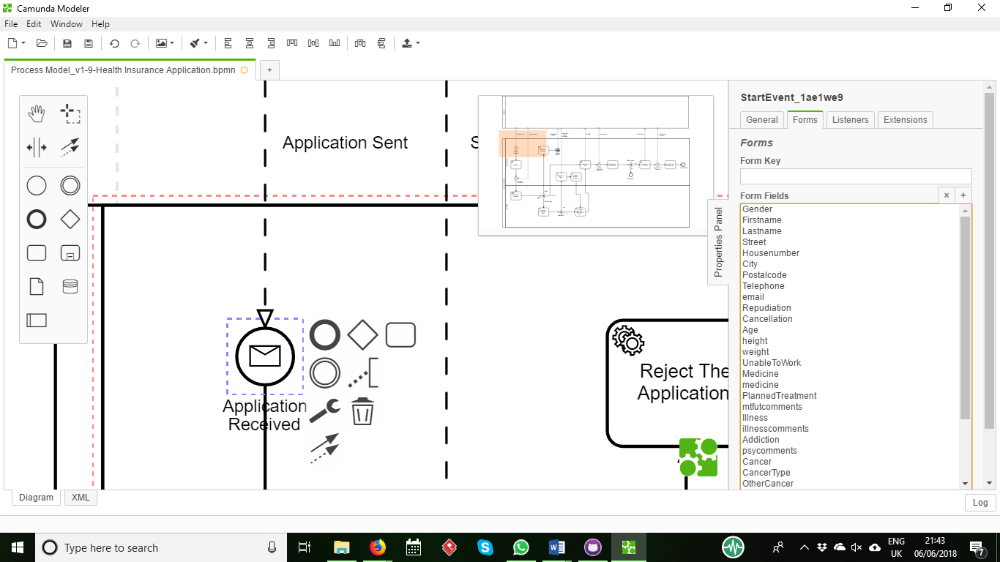 Camunda Modeler
File Edit Window Help
Process Model_v1-9-Health Insurance Application.bpmn
+
Application Sent
S
Application
Received
Reject The
Application
Properties Panel
StartEvent_1ae1we9
General Forms Listeners Extensions
Forms
Form Key
Form Fields x +
Gender
Firstname
Lastname
Street
Housenumber
City
Postalcode
Telephone
email
Repudiation
Cancellation
Age
height
weight
UnableToWork
Medicine
medicine
PlannedTreatment
mtfutcomments
Illness
illnesscomments
Addiction
psycomments
Cancer
CancerType
OtherCancer
Diagram XML
Log
Type here to search
ENG
UK
21:43
06/06/2018
7